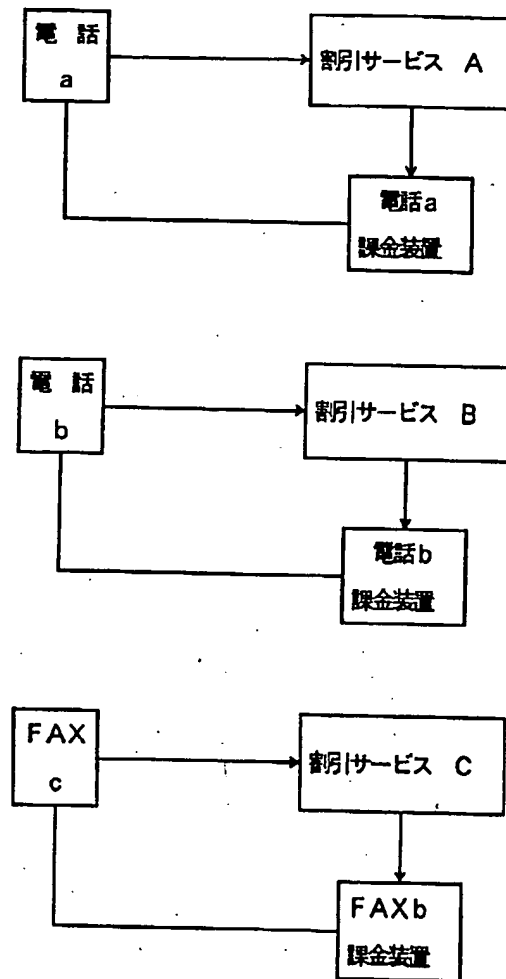 電話
a
割引サービス A
電話a
課金装置
電話
b
割引サービス B
電話b
課金装置
FAX
c
割引サービス C
FAXb
課金装置